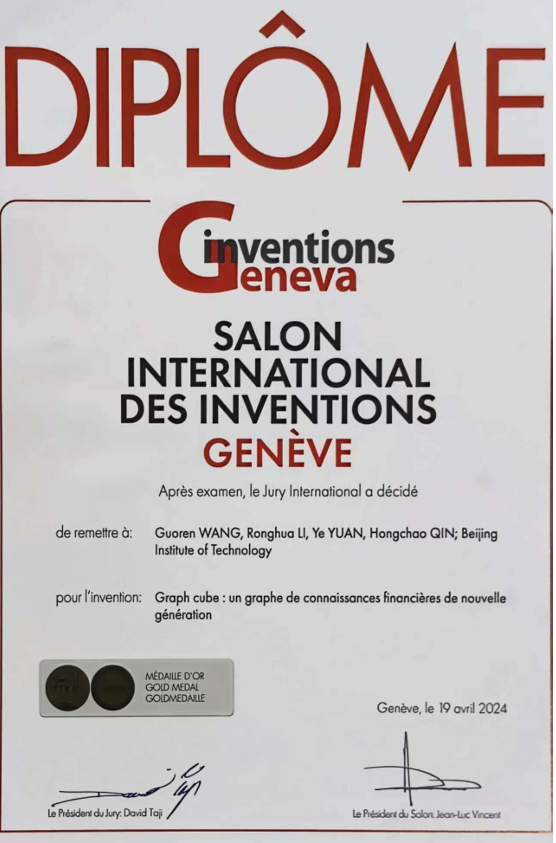 DIPLÔME
inventions
Geneva
SALON
INTERNATIONAL
DES INVENTIONS
GENÈVE
Après examen, le Jury International a décidé
de remettre à: Guoren WANG, Ronghua LI, Ye YUAN, Hongchao QIN; Beijing
Institute of Technology
pour l'invention: Graph cube : un graphe de connaissances financières de nouvelle
génération
MÉDAILLE D'OR
GOLD MEDAL
GOLDMEDAILLE
Genève, le 19 avril 2024
Le Président du Jury: David Taji
Le Président du Salon: Jean-Luc Vincent